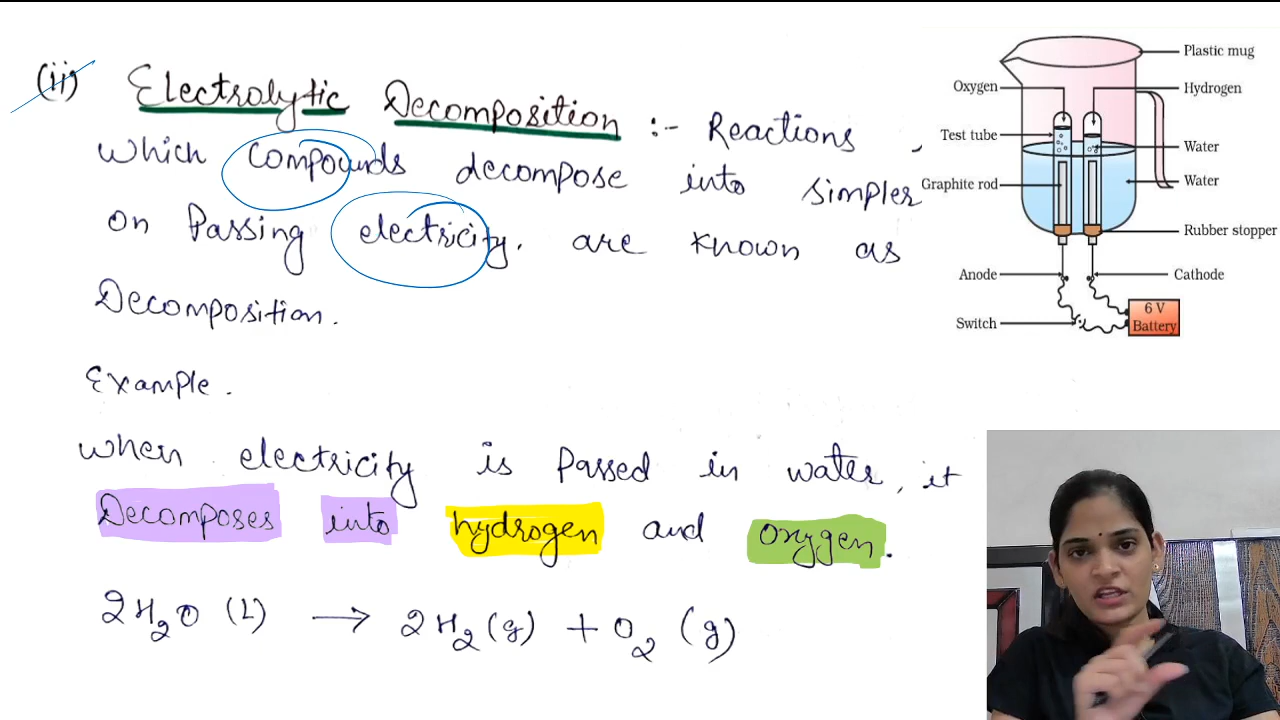 (ii) Electrolytic Decomposition :- Reactions
which compounds decompose into simpler
on Passing electricity. are known as
Decomposition.
Example.
when electricity is Passed in water, it
Decomposes into hydrogen and oxygen.
2H₂O (L) → 2H₂ (g) + O₂ (g)
Plastic mug
Oxygen
Hydrogen
Test tube
Water
Graphite rod
Water
Rubber stopper
Anode
Cathode
Switch
6 V
Battery